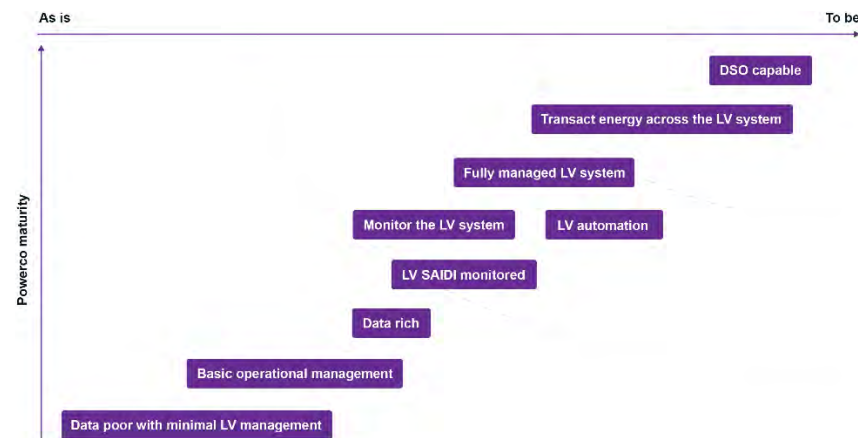 As is
To be
DSO capable
Transact energy across the LV system
Fully managed LV system
Monitor the LV system
LV automation
LV SAIDI monitored
Data rich
Basic operational management
Data poor with minimal LV management
Powerco maturity